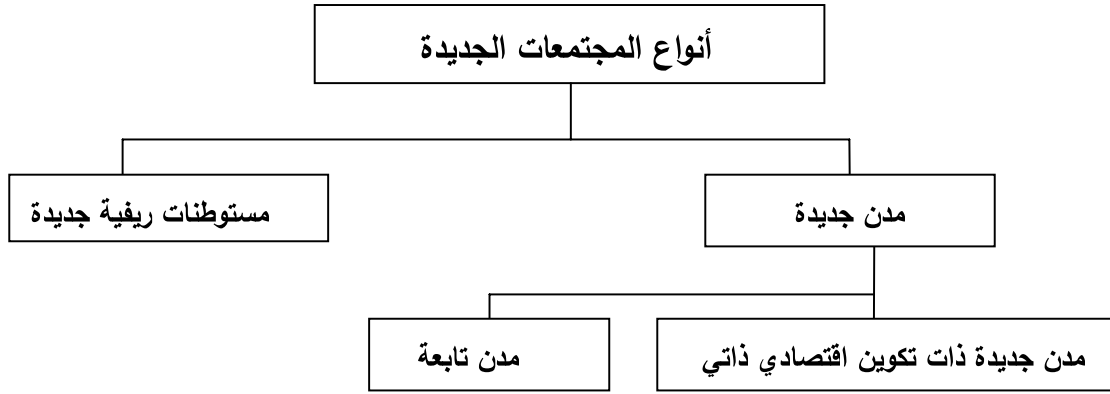 أنواع المجتمعات الجديدة
مدن جديدة
مستوطنات ريفية جديدة
مدن جديدة ذات تكوين اقتصادي ذاتي
مدن تابعة